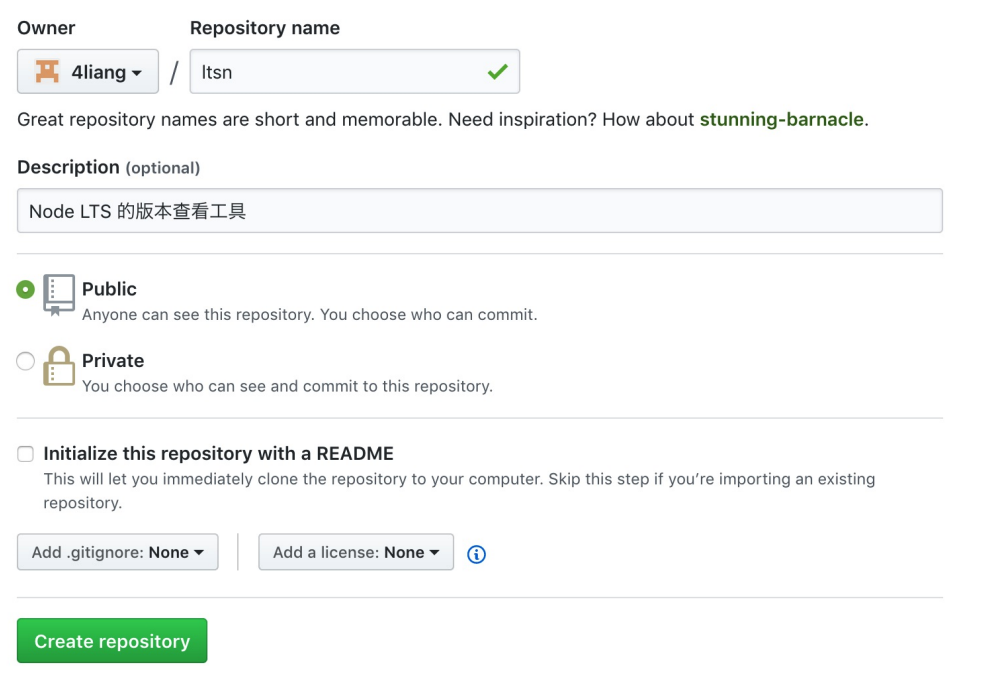 Owner Repository name
4liang / ltsn
Great repository names are short and memorable. Need inspiration? How about stunning-barnacle.
Description (optional)
Node LTS 的版本查看工具
Public
Anyone can see this repository. You choose who can commit.
Private
You choose who can see and commit to this repository.
Initialize this repository with a README
This will let you immediately clone the repository to your computer. Skip this step if you’re importing an existing
repository.
Add .gitignore: None Add a license: None
Create repository